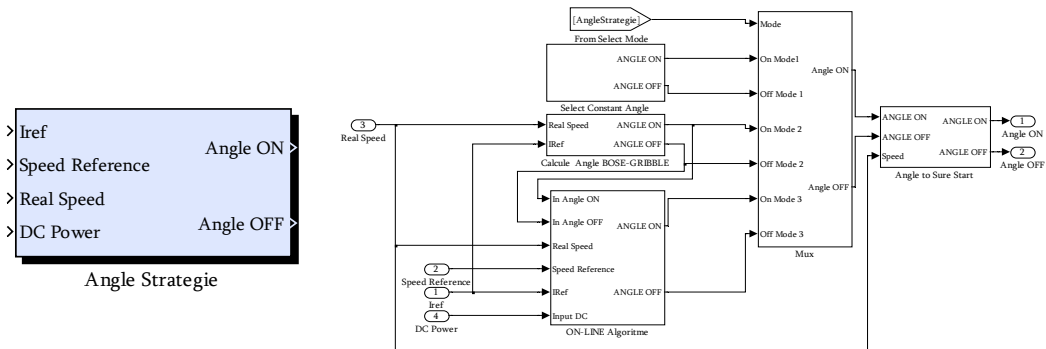 Iref
Speed Reference
Real Speed
DC Power
Angle ON
Angle OFF
Angle Strategie
[AngleStrategie]
From Select Mode
ANGLE ON
ANGLE OFF
Select Constant Angle
3
Real Speed
Real Speed
IRef
ANGLE ON
ANGLE OFF
Calcule Angle BOSE-GRIBBLE
In Angle ON
In Angle OFF
Real Speed
Speed Reference
IRef
Input DC
ANGLE ON
ANGLE OFF
ON-LINE Algoritme
2
Speed Reference
1
Iref
4
DC Power
Mode
On Mode1
Off Mode 1
On Mode 2
Off Mode 2
On Mode 3
Off Mode 3
Angle ON
Angle OFF
Mux
ANGLE ON
ANGLE OFF
Speed
ANGLE ON
ANGLE OFF
Angle to Sure Start
1
Angle ON
2
Angle OFF